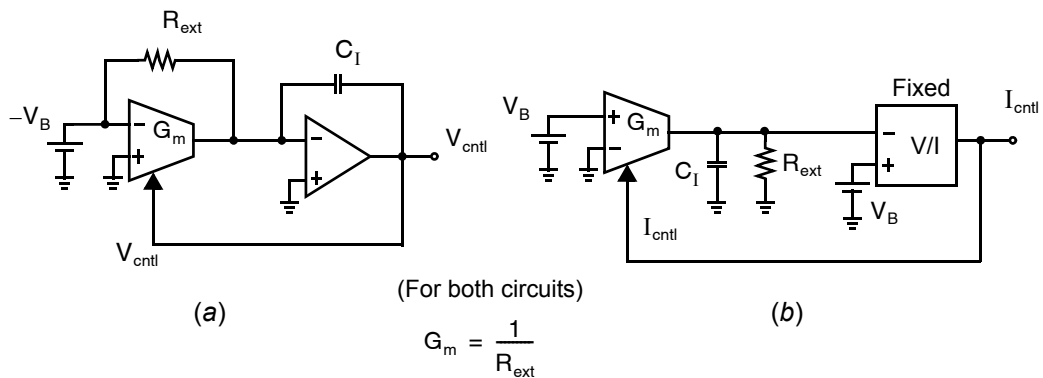 R_ext
C_I
−V_B
−
G_m
+
−
+
V_cntl
V_cntl
(a)
V_B
+
G_m
−
C_I
R_ext
Fixed
−
V/I
+
V_B
I_cntl
I_cntl
(b)
(For both circuits)
G_m = 1/R_ext